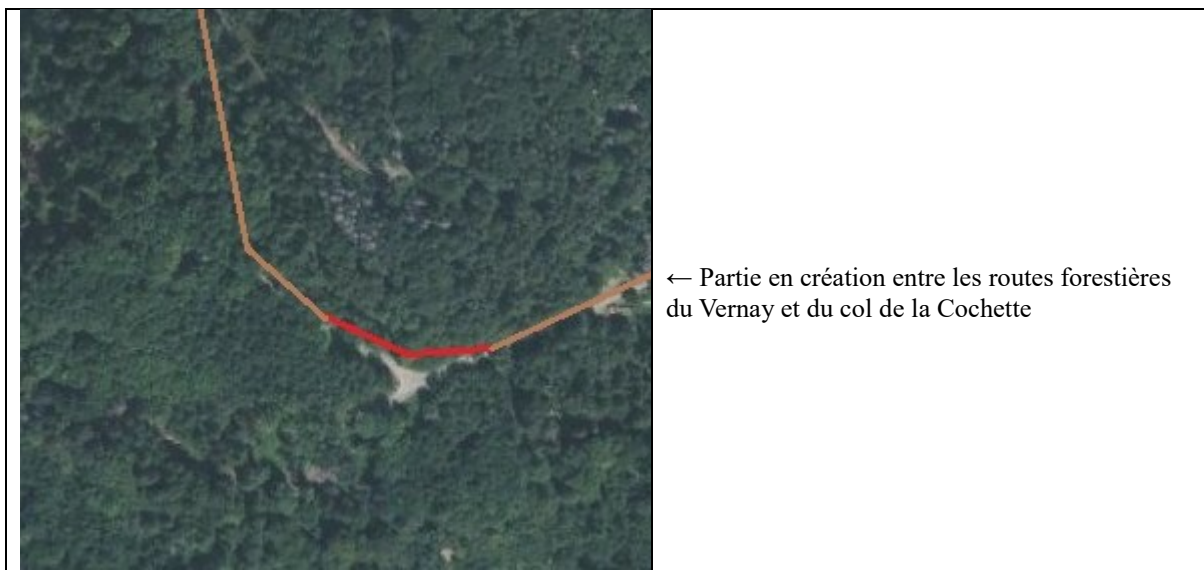 ← Partie en création entre les routes forestières
du Vernay et du col de la Cochette